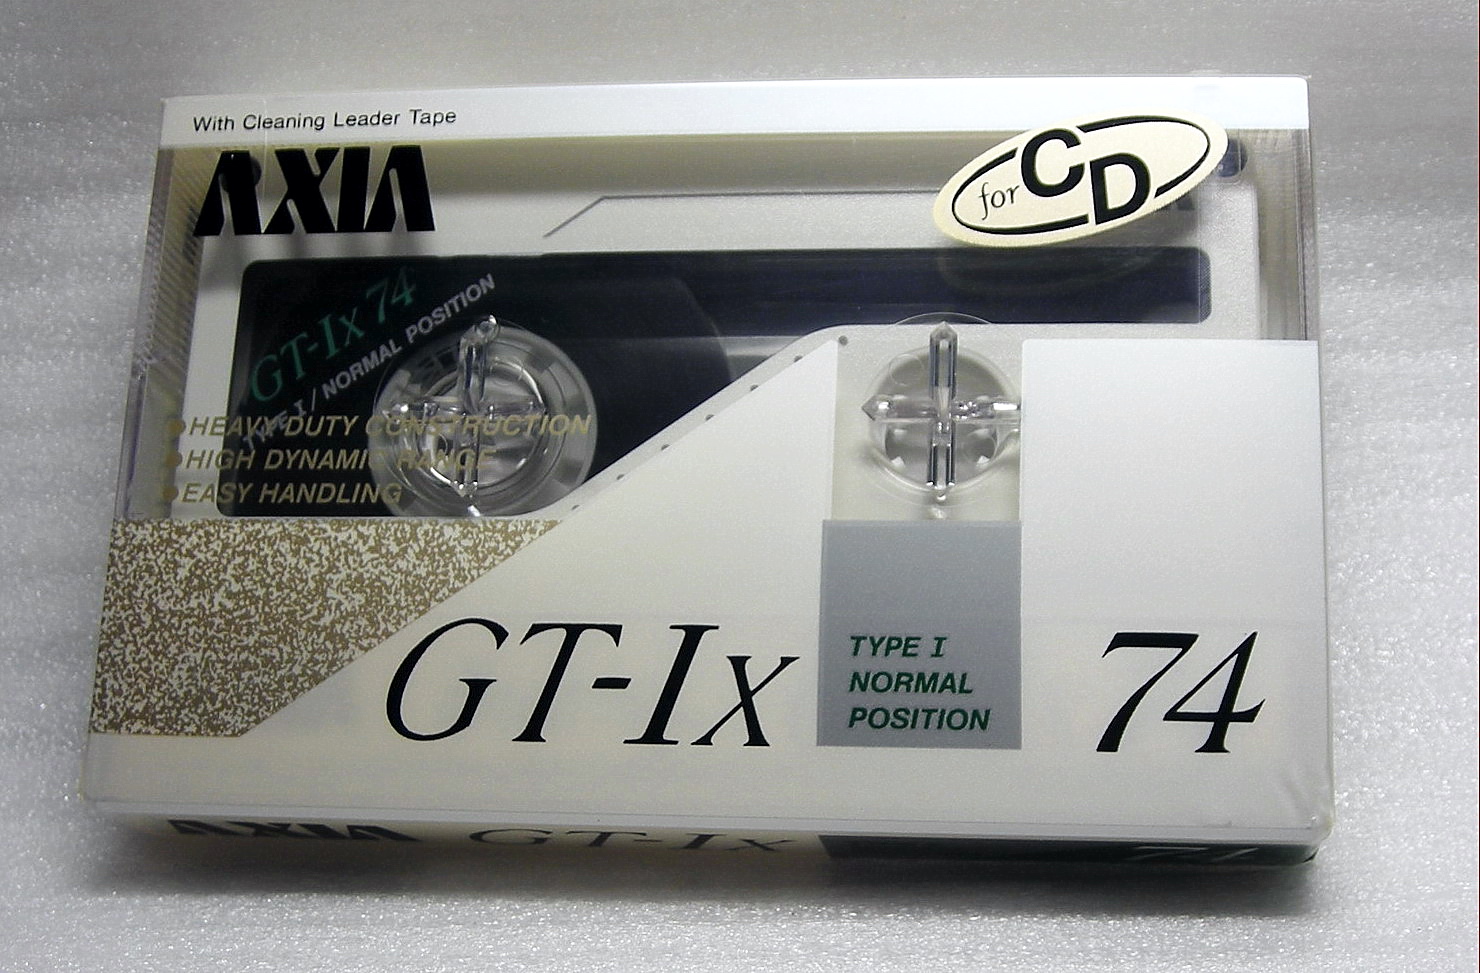 With Cleaning Leader Tape
AXIA
for CD
GT-Ix 74
TYPE I / NORMAL POSITION
HEAVY DUTY CONSTRUCTION
HIGH DYNAMIC RANGE
EASY HANDLING
GT-Ix
TYPE I
NORMAL
POSITION
74
AXIA GT-Ix 74